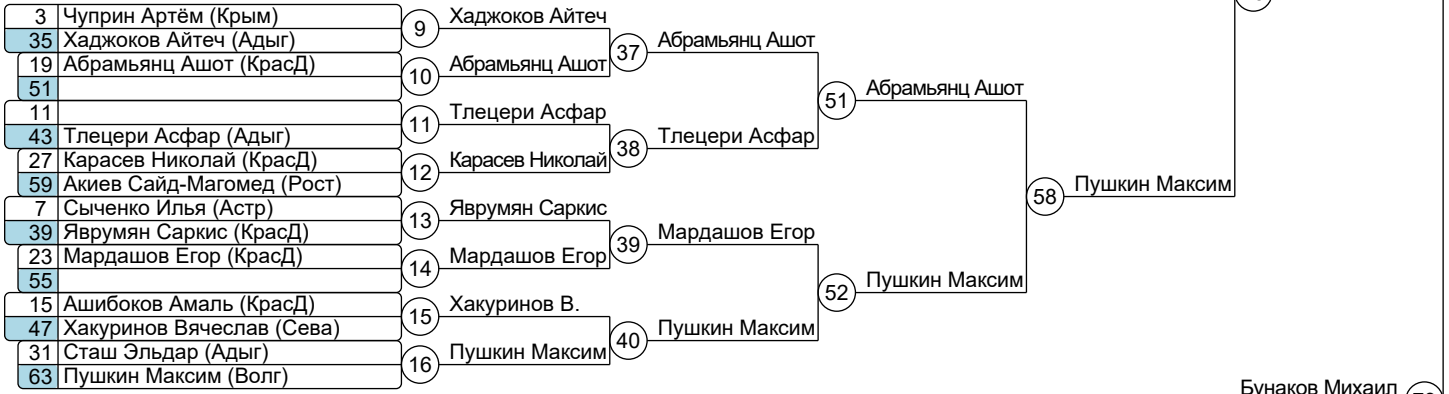 3 Чуприн Артём (Крым)
35 Хаджоков Айтеч (Адыг)
19 Абрамьянц Ашот (КрасД)
51
11
43 Тлецери Асфар (Адыг)
27 Карасев Николай (КрасД)
59 Акиев Сайд-Магомед (Рост)
7 Сыченко Илья (Астр)
39 Яврумян Саркис (КрасД)
23 Мардашов Егор (КрасД)
55
15 Ашибоков Амаль (КрасД)
47 Хакуринов Вячеслав (Сева)
31 Сташ Эльдар (Адыг)
63 Пушкин Максим (Волг)
9 Хаджоков Айтеч
10 Абрамьянц Ашот
11 Тлецери Асфар
12 Карасев Николай
13 Яврумян Саркис
14 Мардашов Егор
15 Хакуринов В.
16 Пушкин Максим
37 Абрамьянц Ашот
38 Тлецери Асфар
39 Мардашов Егор
40 Пушкин Максим
51 Абрамьянц Ашот
52 Пушкин Максим
58 Пушкин Максим
Бунаков Михаил